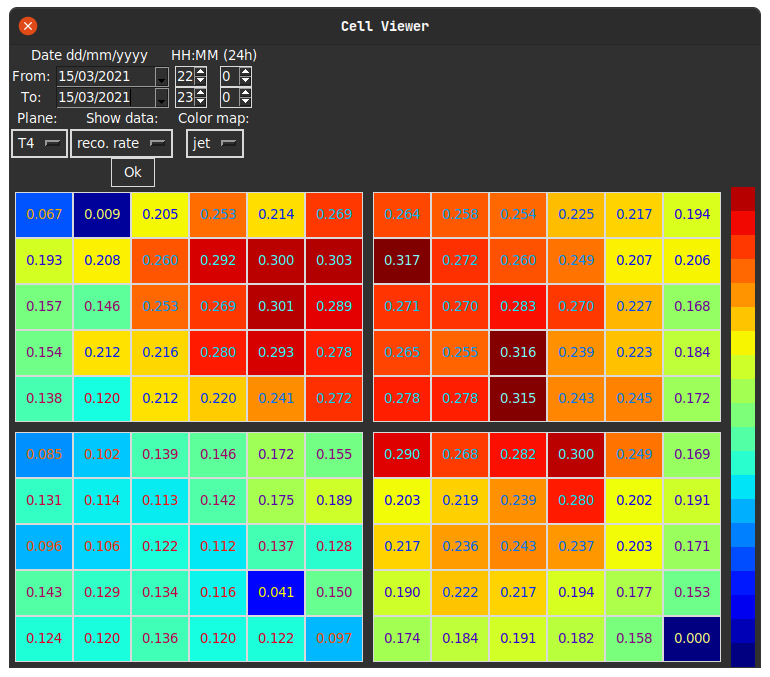 Cell Viewer
Date dd/mm/yyyy HH:MM (24h)
From: 15/03/2021 22 0
To: 15/03/2021 23 0
Plane: Show data: Color map:
T4 reco. rate jet
Ok
0.067 0.009 0.205 0.253 0.214 0.269 0.264 0.258 0.254 0.225 0.217 0.194
0.193 0.208 0.260 0.292 0.300 0.303 0.317 0.272 0.260 0.249 0.207 0.206
0.157 0.146 0.253 0.269 0.301 0.289 0.271 0.270 0.283 0.270 0.227 0.168
0.154 0.212 0.216 0.280 0.293 0.278 0.265 0.255 0.316 0.239 0.223 0.184
0.138 0.120 0.212 0.220 0.241 0.272 0.278 0.278 0.315 0.243 0.245 0.172
0.085 0.102 0.139 0.146 0.172 0.155 0.290 0.268 0.282 0.300 0.249 0.169
0.131 0.114 0.113 0.142 0.175 0.189 0.203 0.219 0.239 0.280 0.202 0.191
0.096 0.106 0.122 0.112 0.137 0.128 0.217 0.236 0.243 0.237 0.203 0.171
0.143 0.129 0.134 0.116 0.041 0.150 0.190 0.222 0.217 0.194 0.177 0.153
0.124 0.120 0.136 0.120 0.122 0.097 0.174 0.184 0.191 0.182 0.158 0.000